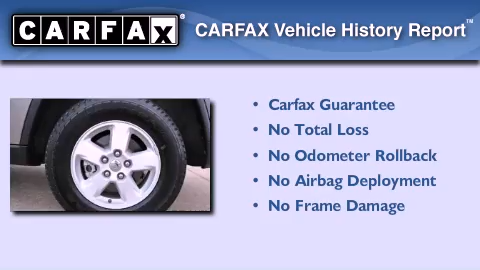 CARFAX® CARFAX Vehicle History Report™
• Carfax Guarantee
• No Total Loss
• No Odometer Rollback
• No Airbag Deployment
• No Frame Damage